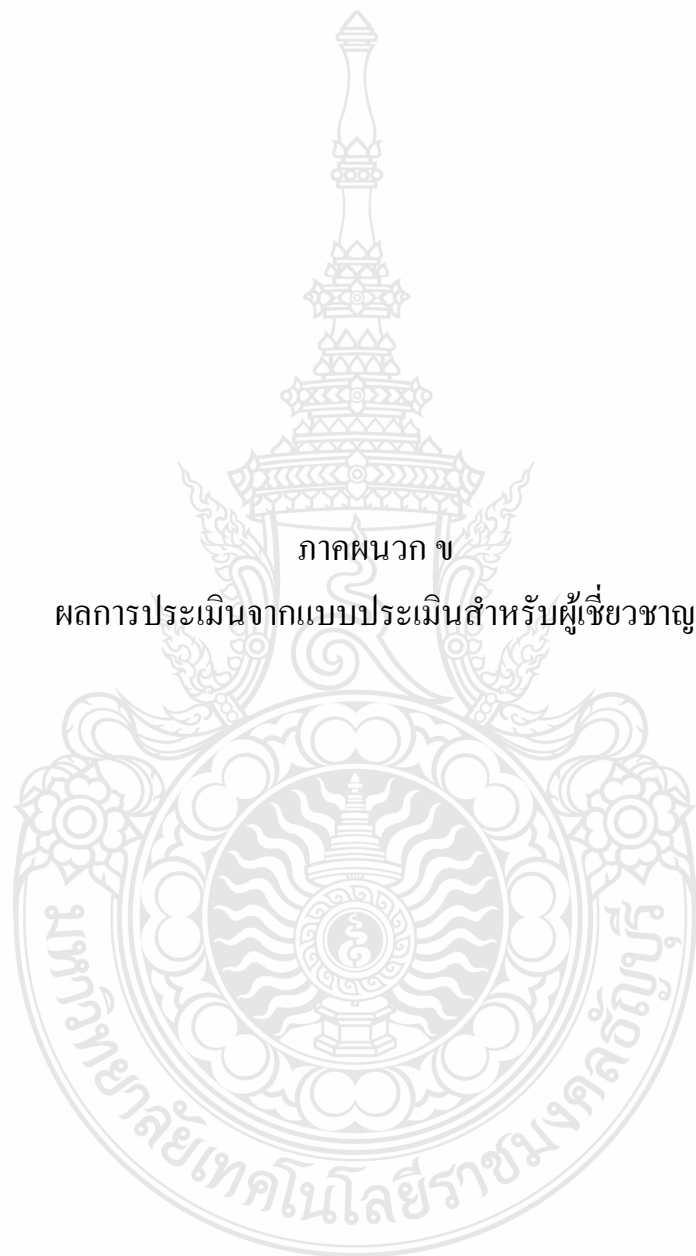 ภาคผนวก ข
ผลการประเมินจากแบบประเมินสำหรับผู้เชี่ยวชาญ
มหาวิทยาลัยเทคโนโลยีราชมงคลธัญบุรี